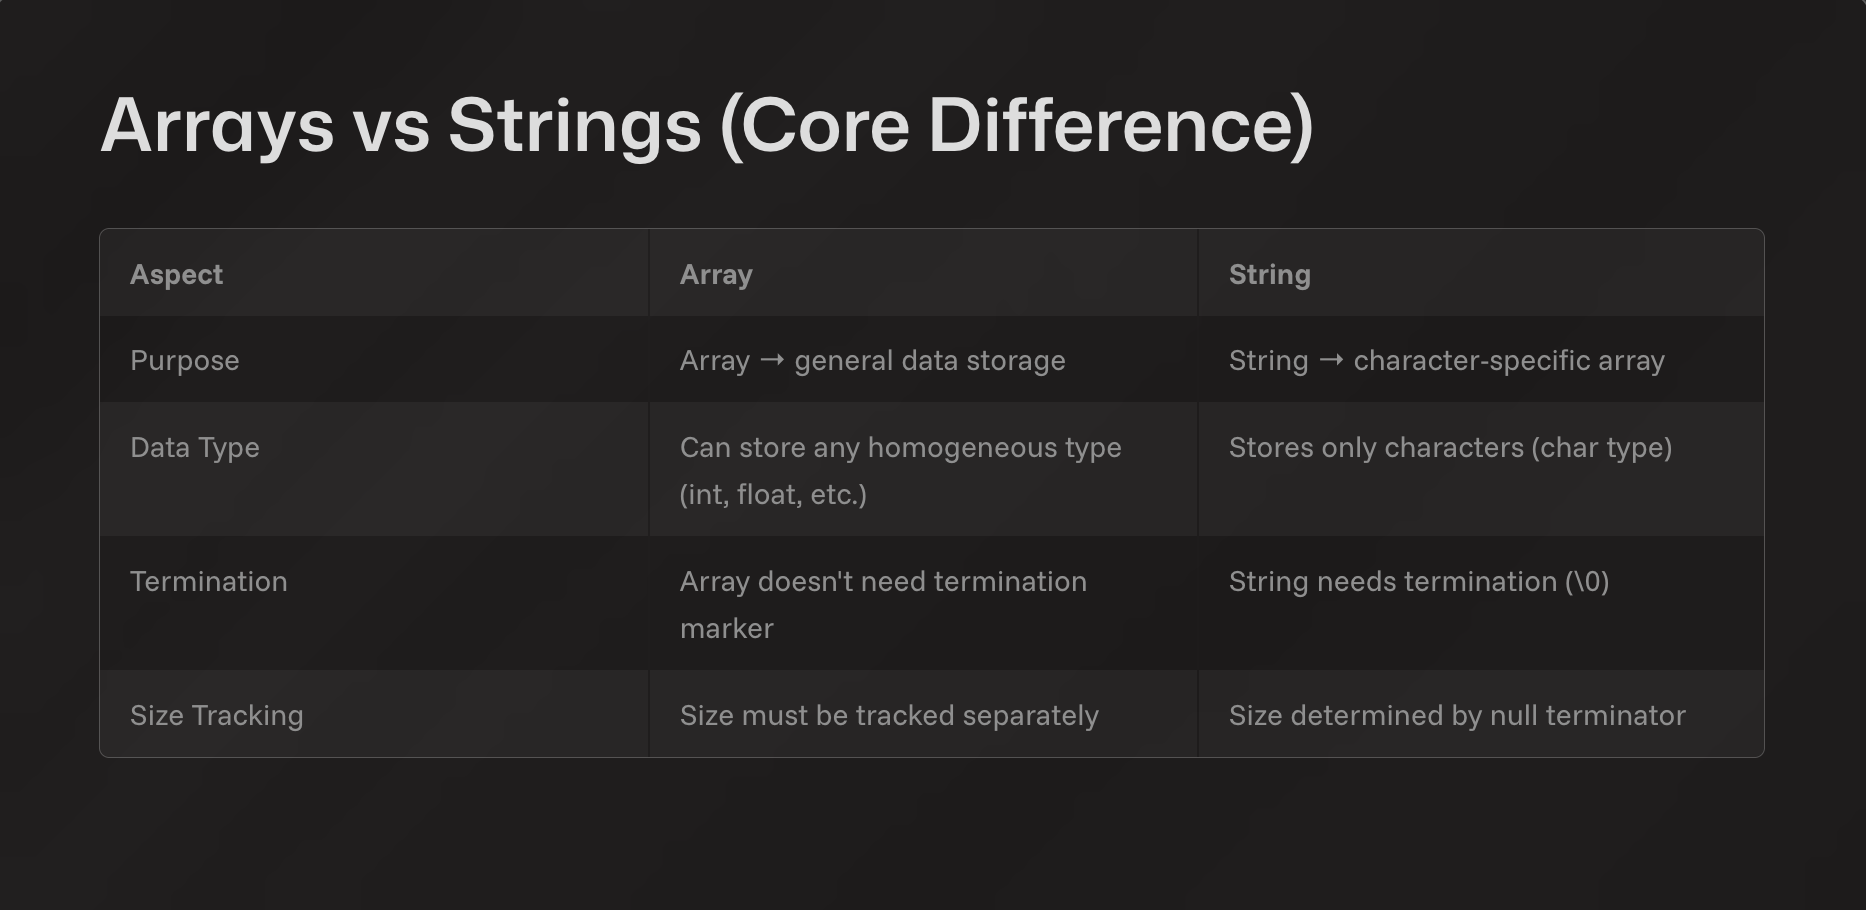 Arrays vs Strings (Core Difference)
Aspect
Array
String
Purpose
Array → general data storage
String → character-specific array
Data Type
Can store any homogeneous type
(int, float, etc.)
Stores only characters (char type)
Termination
Array doesn't need termination
marker
String needs termination (\0)
Size Tracking
Size must be tracked separately
Size determined by null terminator